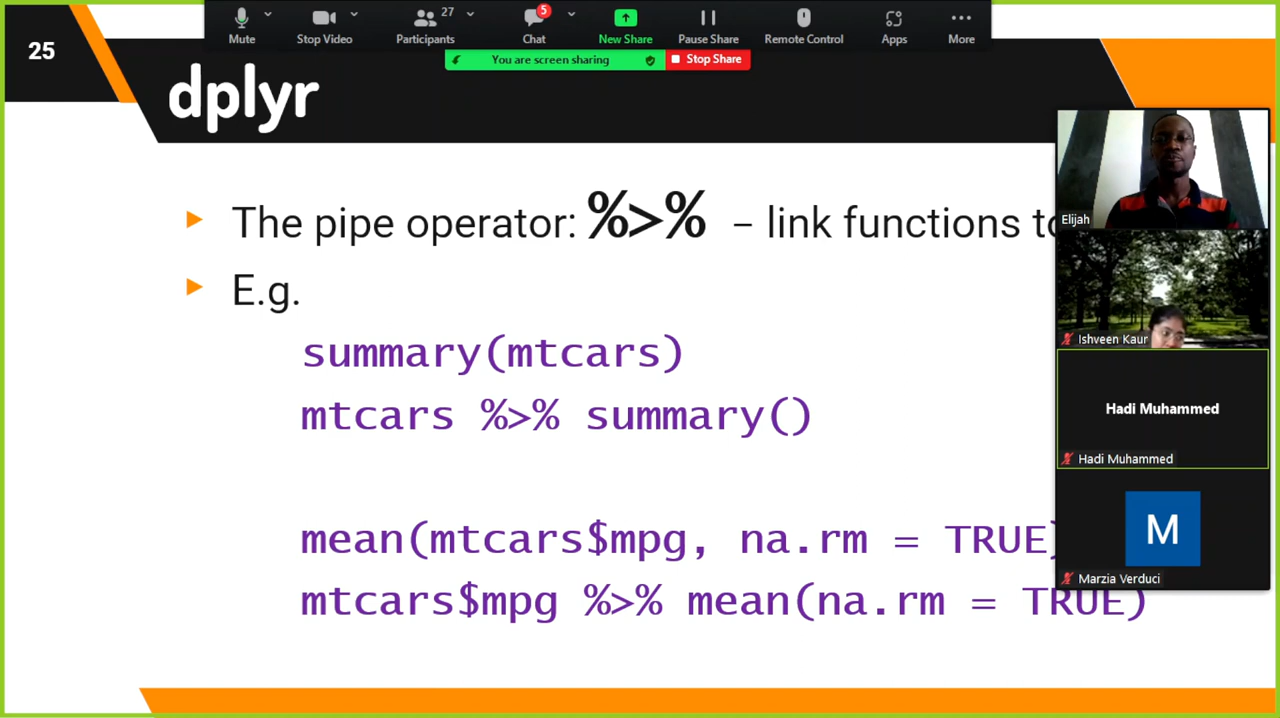 27
5
Mute
Stop Video
Participants
Chat
New Share
Pause Share
Remote Control
Apps
More
You are screen sharing
Stop Share
25
dplyr
The pipe operator: %>% – link functions
E.g.
summary(mtcars)
mtcars %>% summary()
mean(mtcars$mpg, na.rm = TRUE)
mtcars$mpg %>% mean(na.rm = TRUE)
Elijah
Ishveen Kaur
Hadi Muhammed
Hadi Muhammed
M
Marzia Verduci